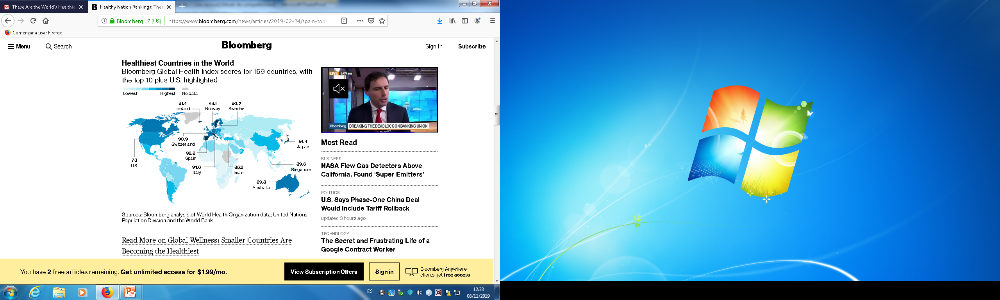 These Are the World's Healthie
Healthy Nation Rankings: These
Bloomberg LP (US)
https://www.bloomberg.com/news/articles/2019-02-24/spain-tops
Comenzar a usar Firefox
Menu
Search
Bloomberg
Sign In
Subscribe
Healthiest Countries in the World
Bloomberg Global Health Index scores for 169 countries, with
the top 10 plus U.S. highlighted
Lowest
Highest
No data
91.4
Iceland
89.1
Norway
90.2
Sweden
90.9
Switzerland
92.8
Spain
91.6
Italy
88.2
Israel
73
U.S.
91.4
Japan
89.3
Singapore
89.8
Australia
Sources: Bloomberg analysis of World Health Organization data; United Nations
Population Division and the World Bank
Read More on Global Wellness: Smaller Countries Are
Becoming the Healthiest
LIVE 9:09 am
Bloomberg BREAKING THE DEADLOCK ON BANKING UNION
Most Read
BUSINESS
NASA Flew Gas Detectors Above
California, Found ‘Super Emitters’
POLITICS
U.S. Says Phase-One China Deal
Would Include Tariff Rollback
updated 3 hours ago
TECHNOLOGY
The Secret and Frustrating Life of a
Google Contract Worker
You have 2 free articles remaining. Get unlimited access for $1.99/mo.
View Subscription Offers
Sign in
Bloomberg Anywhere
clients get free access
ES
12:33
08/11/2019